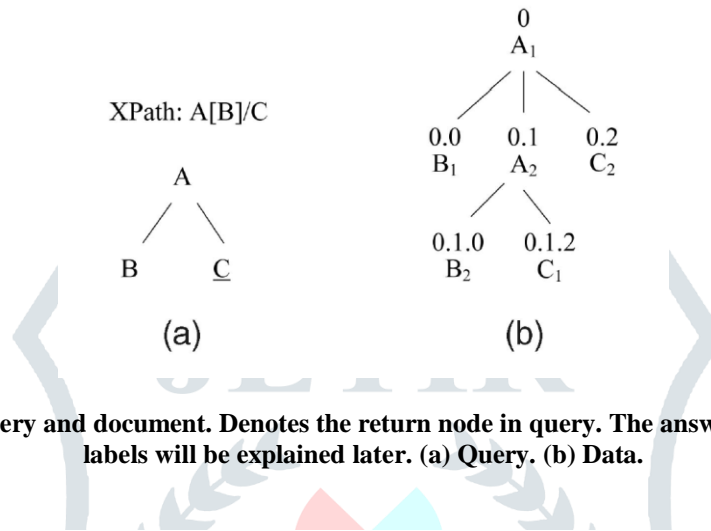 0
A₁
XPath: A[B]/C
0.0 0.1 0.2
B₁ A₂ C₂
A
0.1.0 0.1.2
B C
B₂ C₁
(a) (b)
ery and document. Denotes the return node in query. The answ
labels will be explained later. (a) Query. (b) Data.